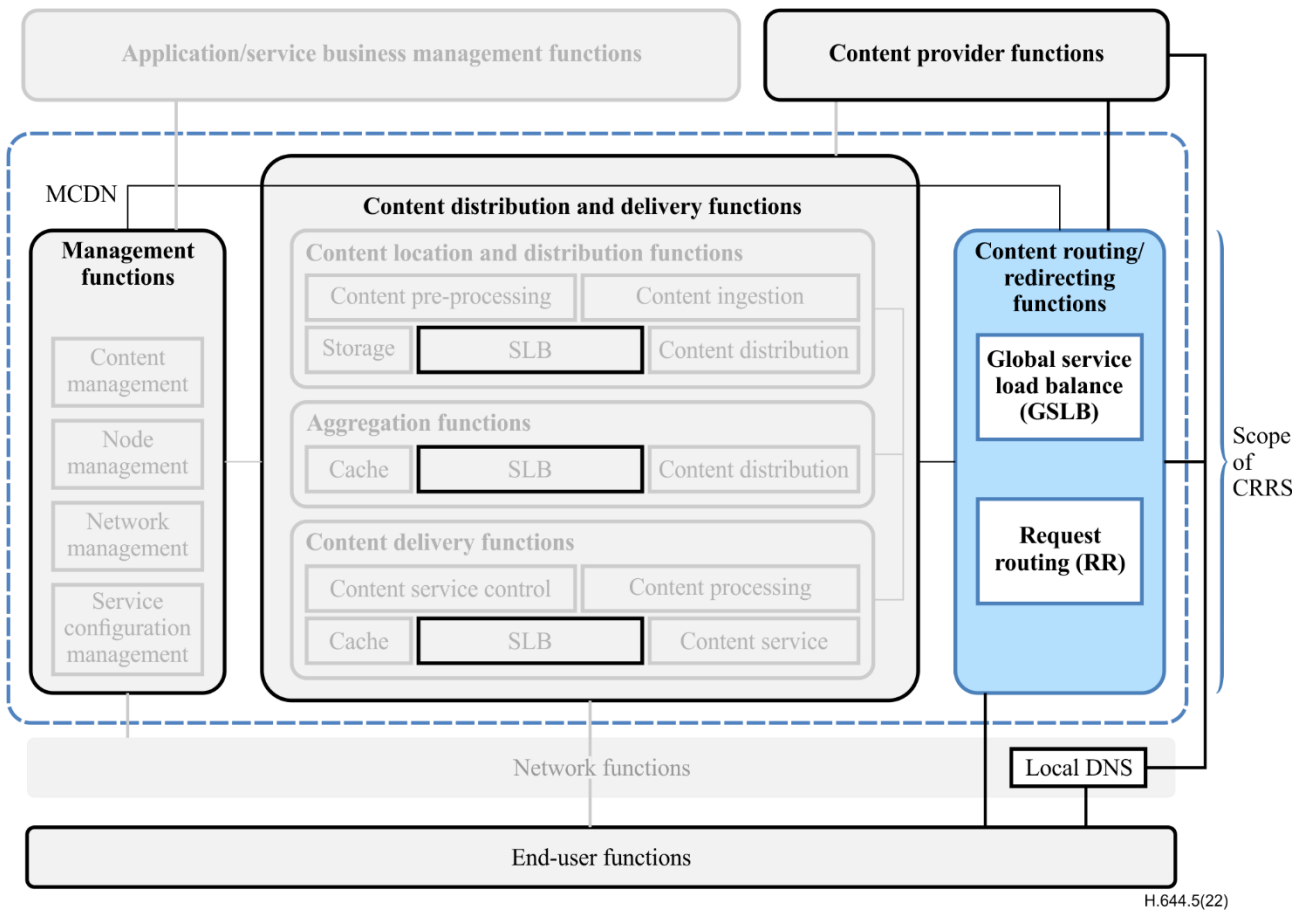 Application/service business management functions
Content provider functions
MCDN
Content distribution and delivery functions
Management
functions
Content
management
Node
management
Network
management
Service
configuration
management
Content location and distribution functions
Content pre-processing
Content ingestion
Storage
SLB
Content distribution
Aggregation functions
Cache
SLB
Content distribution
Content delivery functions
Content service control
Content processing
Cache
SLB
Content service
Content routing/
redirecting
functions
Global service
load balance
(GSLB)
Request
routing (RR)
Scope
of
CRRS
Network functions
Local DNS
End-user functions
H.644.5(22)